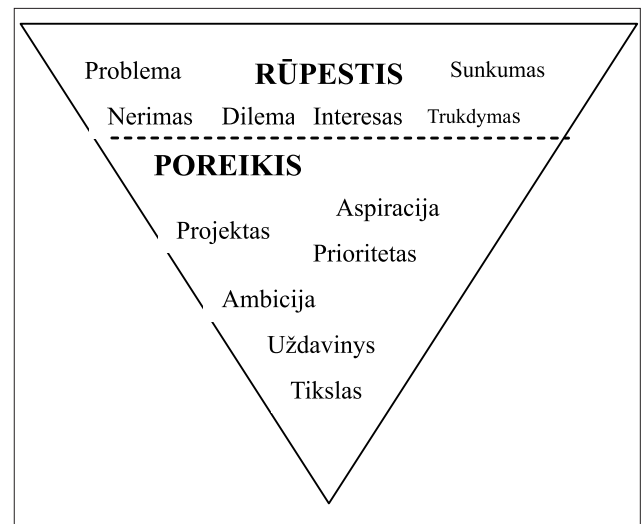 Problema RŪPESTIS Sunkumas
Nerimas Dilema Interesas Trukdymas
POREIKIS
Aspiracija
Projektas
Prioritetas
Ambicija
Uždavinys
Tikslas